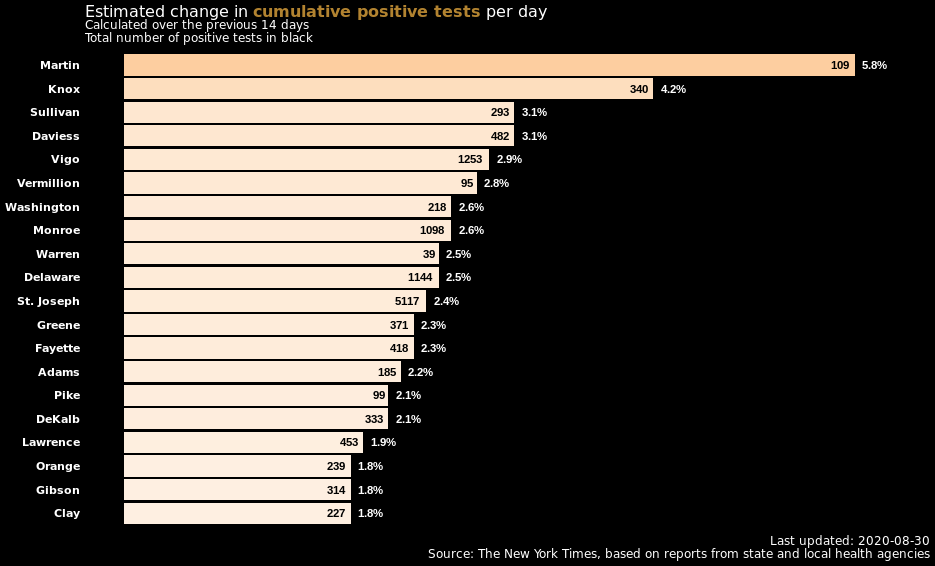 Estimated change in cumulative positive tests per day
Calculated over the previous 14 days
Total number of positive tests in black
Martin 109 5.8%
Knox 340 4.2%
Sullivan 293 3.1%
Daviess 482 3.1%
Vigo 1253 2.9%
Vermillion 95 2.8%
Washington 218 2.6%
Monroe 1098 2.6%
Warren 39 2.5%
Delaware 1144 2.5%
St. Joseph 5117 2.4%
Greene 371 2.3%
Fayette 418 2.3%
Adams 185 2.2%
Pike 99 2.1%
DeKalb 333 2.1%
Lawrence 453 1.9%
Orange 239 1.8%
Gibson 314 1.8%
Clay 227 1.8%
Last updated: 2020-08-30
Source: The New York Times, based on reports from state and local health agencies